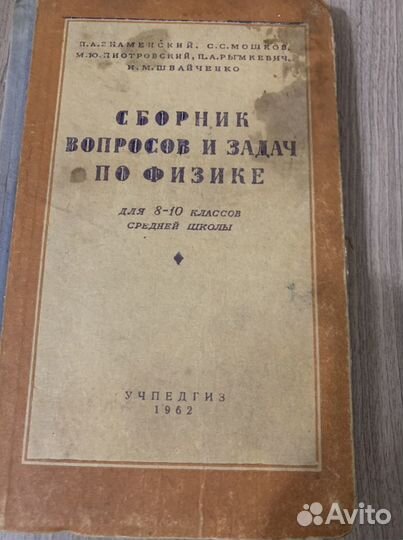 П.А.ЗНАМЕНСКИЙ, С.С.МОШКОВ,
М.Ю.ПИОТРОВСКИЙ, П.А.РЫМКЕВИЧ,
И.М.ШВАЙЧЕНКО
СБОРНИК
ВОПРОСОВ И ЗАДАЧ
ПО ФИЗИКЕ
ДЛЯ 8-10 КЛАССОВ
СРЕДНЕЙ ШКОЛЫ
УЧПЕДГИЗ
1962
Avito